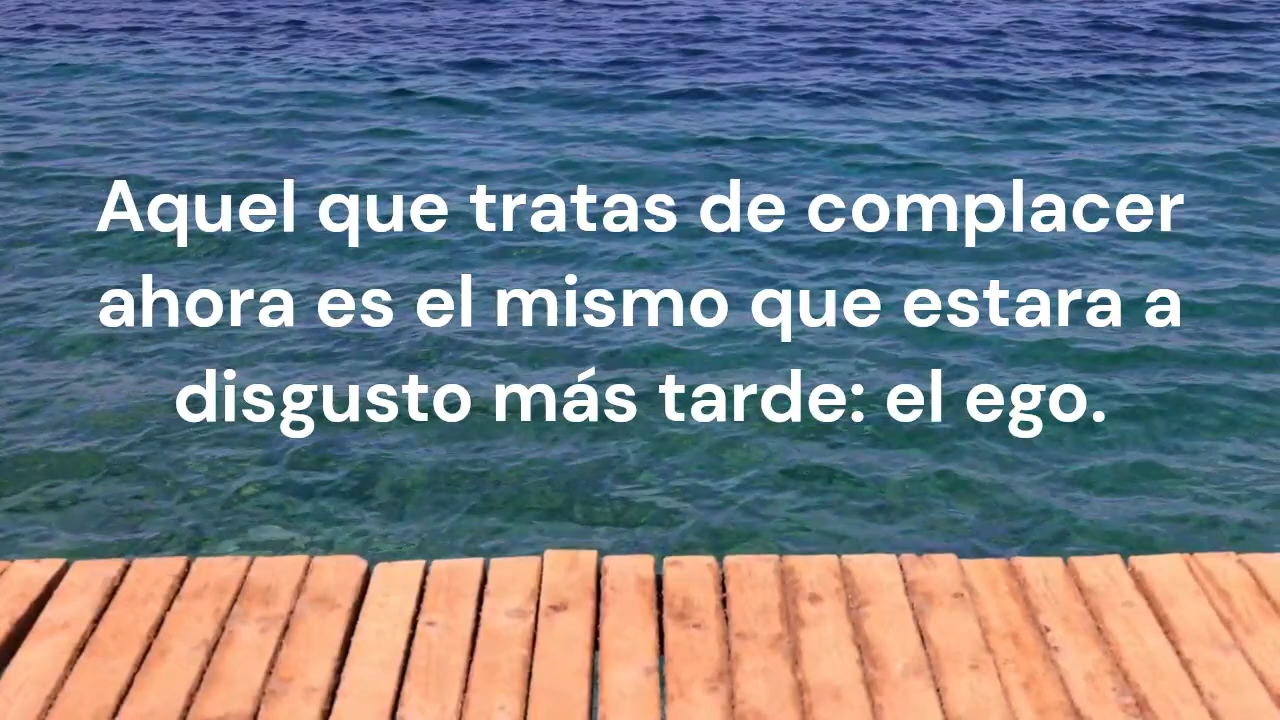 Aquel que tratas de complacer
ahora es el mismo que estara a
disgusto más tarde: el ego.